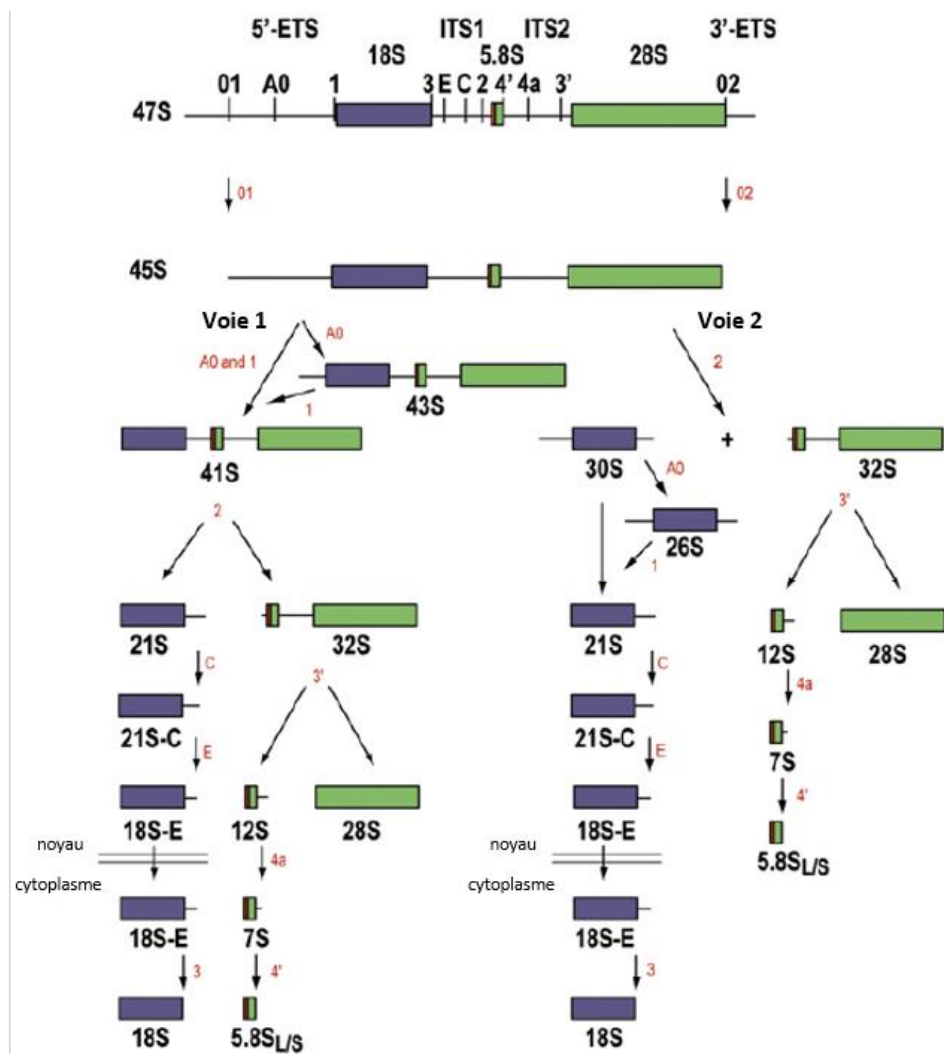 5'-ETS ITS1 ITS2 3'-ETS
18S 5.8S 28S
01 A0 1 3 E C 2 4' 4a 3' 02
47S
01 02
45S
Voie 1 Voie 2
A0
A0 and 1 2
1 43S
+
41S 30S 32S
A0
2 3'
26S
1
21S 32S 21S 12S 28S
C 3' C 4a
21S-C 21S-C 7S
E E 4'
18S-E 12S 28S 18S-E 5.8SL/S
noyau 4a noyau
cytoplasme cytoplasme
18S-E 7S 18S-E
3 4' 3
18S 5.8SL/S 18S